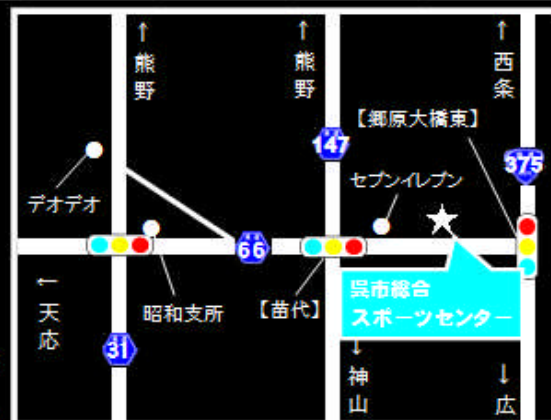 ↑
熊野
↑
熊野
↑
西条
【郷原大橋東】
147
375
セブンイレブン
デオデオ
66
←
天応
昭和支所
【苗代】
呉市総合
スポーツセンター
31
↓
神山
↓
広